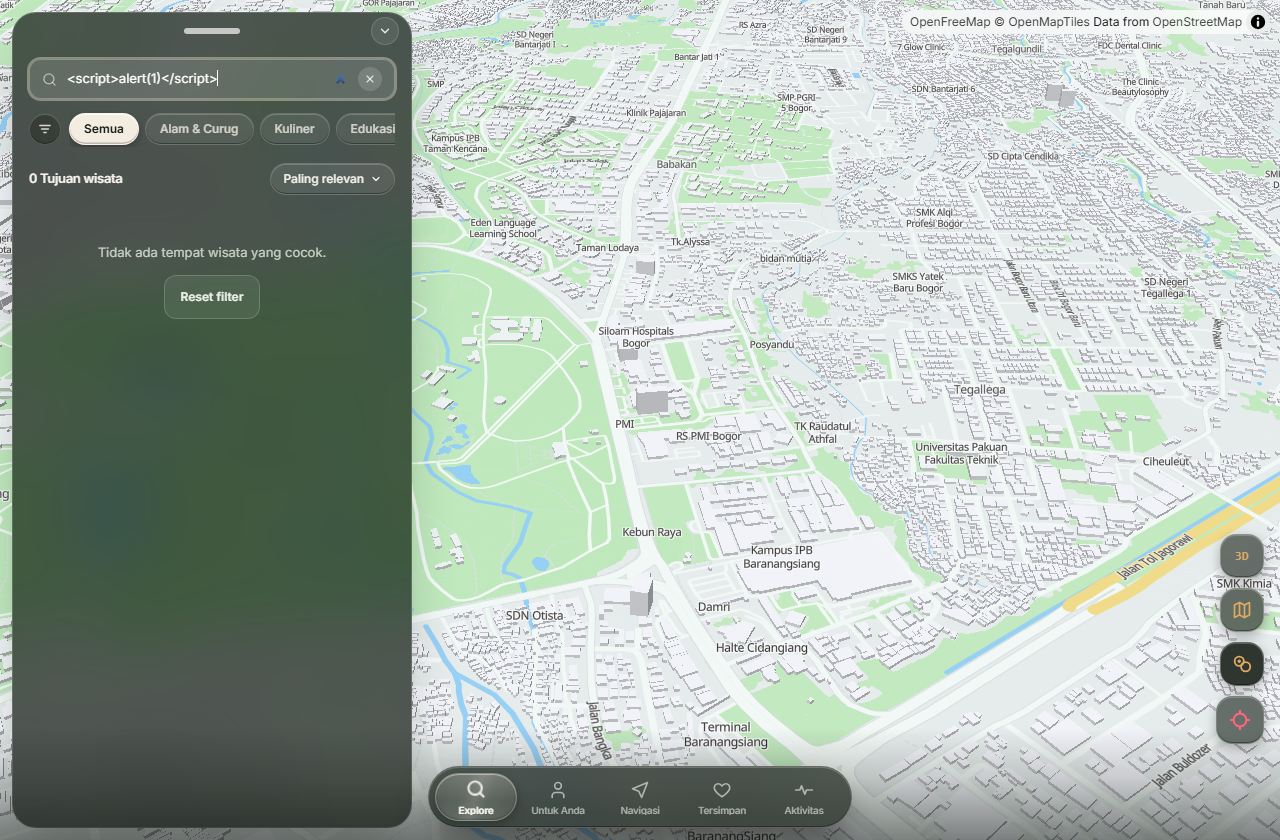 <script>alert(1)</script>
Semua
Alam & Curug
Kuliner
Edukasi
0 Tujuan wisata
Paling relevan
Tidak ada tempat wisata yang cocok.
Reset filter
OpenFreeMap © OpenMapTiles Data from OpenStreetMap
GOR Pajajaran
RS Azra
SD Negeri
Bantarjati 1
SD Negeri
Bantarjati 9
Tanah Baru
7 Glow Clinic
Tegalgundil
FDC Dental Clinic
Bantar Jati 1
SMP
SMP PGRI
5 Bogor
SDN Bantarjati 6
The Clinic
Beautylosophy
Klinik Pajajaran
Kampus IPB
Taman Kencana
Babakan
SD Cipta Cendikia
Eden Language
Learning School
SMK Alqi
Profesi Bogor
Taman Lodaya
Tk Alyssa
bidan mutia
SMKS Yatek
Baru Bogor
SD Negeri
Tegallega 1
Siloam Hospitals
Bogor
Posyandu
Tegallega
PMI
RS PMI Bogor
TK Raudatul
Athfal
Universitas Pakuan
Fakultas Teknik
Ciheuleut
Kebun Raya
Kampus IPB
Baranangsiang
Jalan Tol Jagorawi
3D
SMK Kimia
SDN Otista
Damri
Halte Cidangiang
Jalan Bangka
Terminal
Baranangsiang
Jalan Buldozer
Explore
Untuk Anda
Navigasi
Tersimpan
Aktivitas
BaranangSiang